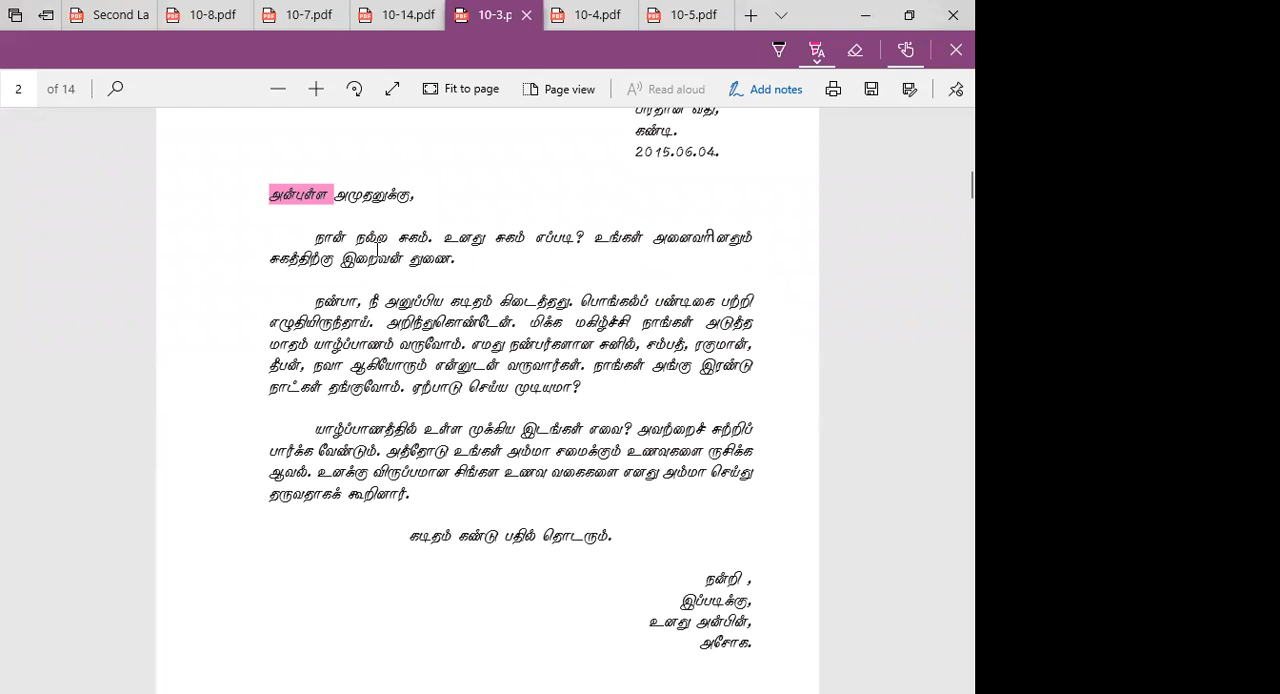 Second La
10-8.pdf
10-7.pdf
10-14.pdf
10-3.p
10-4.pdf
10-5.pdf
2 of 14
Fit to page
Page view
Read aloud
Add notes
கண்டி.
2015.06.04.
அன்புள்ள அமுதனுக்கு,
நான் நல்ல சுகம். உனது சுகம் எப்படி? உங்கள் அனைவரினதும்
சுகத்திற்கு இறைவன் துணை.
நண்பா, நீ அனுப்பிய கடிதம் கிடைத்தது. பொங்கல்ப் பண்டிகை பற்றி
எழுதியிருந்தாய். அறிந்துகொண்டேன். மிக்க மகிழ்ச்சி நாங்கள் அடுத்த
மாதம் யாழ்ப்பாணம் வருவோம். எமது நண்பர்களான சுனில், சம்பத், ரகுமான்,
தீபன், நவா ஆகியோரும் என்னுடன் வருவார்கள். நாங்கள் அங்கு இரண்டு
நாட்கள் தங்குவோம். ஏற்பாடு செய்ய முடியுமா?
யாழ்ப்பாணத்தில் உள்ள முக்கிய இடங்கள் எவை? அவற்றைச் சுற்றிப்
பார்க்க வேண்டும். அத்தோடு உங்கள் அம்மா சமைக்கும் உணவுகளை ருசிக்க
ஆவல். உனக்கு விருப்பமான சிங்கள உணவு வகைகளை எனது அம்மா செய்து
தருவதாகக் கூறினார்.
கடிதம் கண்டு பதில் தொடரும்.
நன்றி ,
இப்படிக்கு,
உனது அன்பின்,
அசோக.